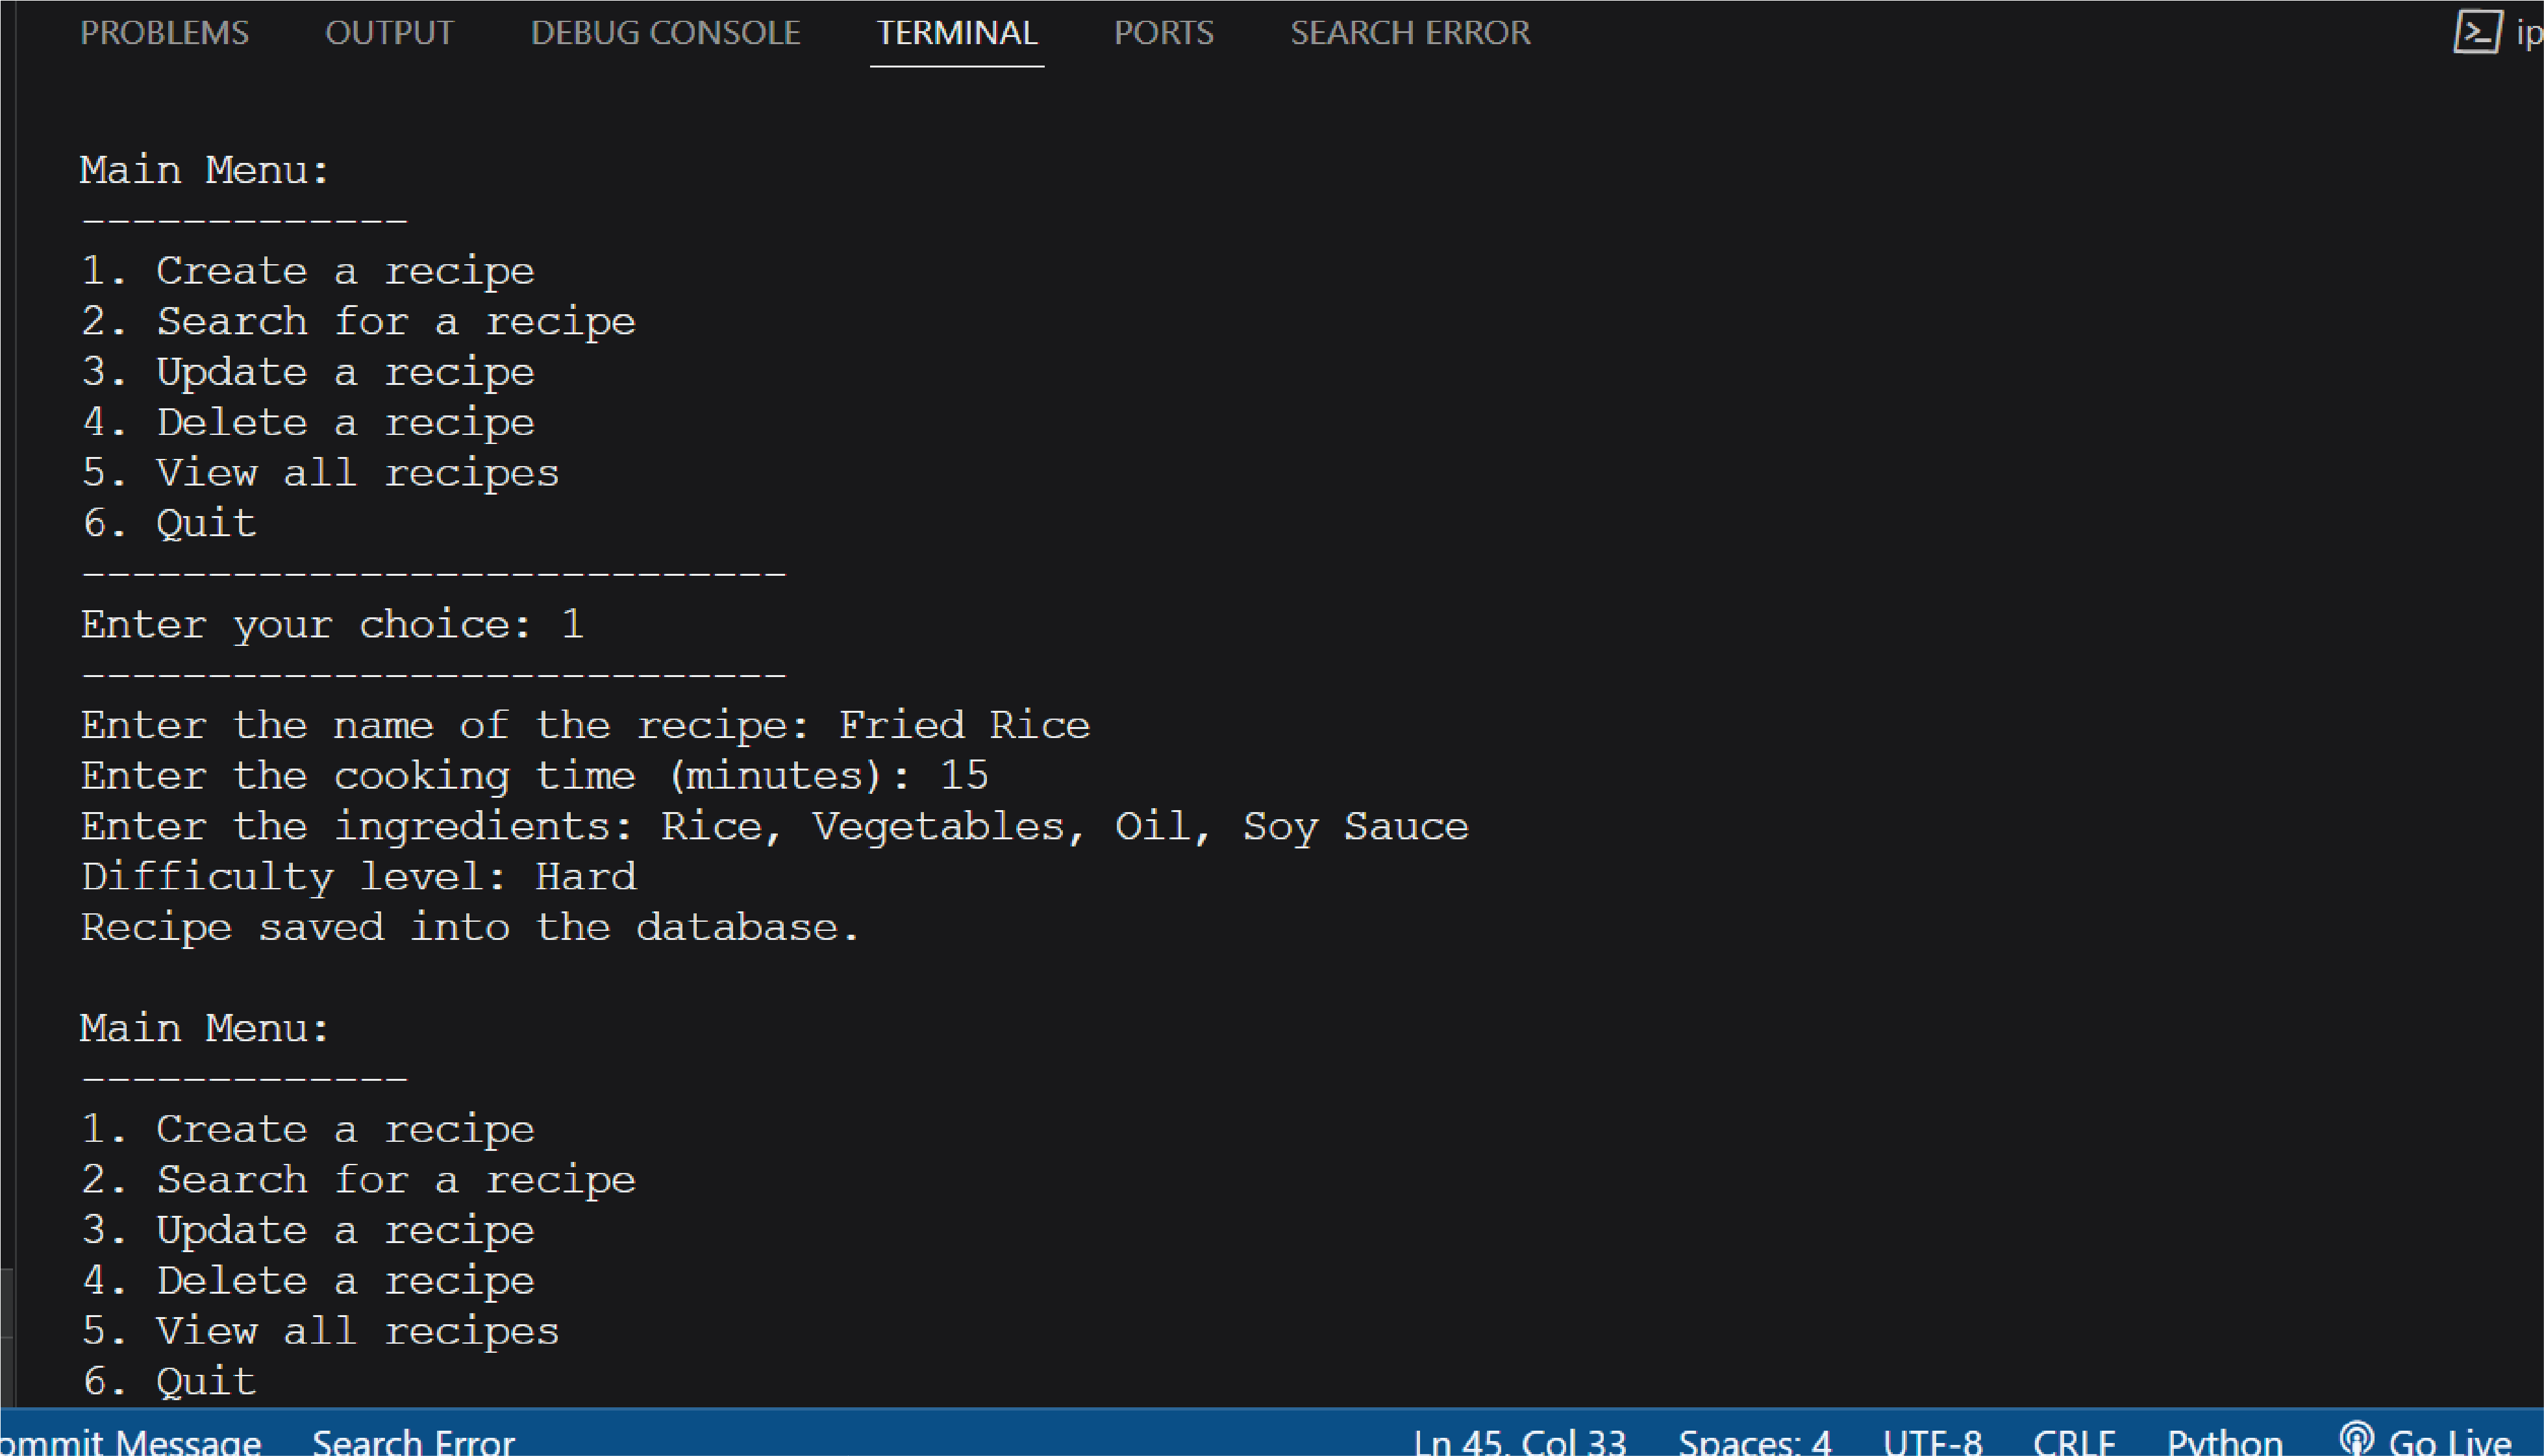 PROBLEMS OUTPUT DEBUG CONSOLE TERMINAL PORTS SEARCH ERROR
Main Menu:
-------------
1. Create a recipe
2. Search for a recipe
3. Update a recipe
4. Delete a recipe
5. View all recipes
6. Quit
----------------------------
Enter your choice: 1
----------------------------
Enter the name of the recipe: Fried Rice
Enter the cooking time (minutes): 15
Enter the ingredients: Rice, Vegetables, Oil, Soy Sauce
Difficulty level: Hard
Recipe saved into the database.
Main Menu:
-------------
1. Create a recipe
2. Search for a recipe
3. Update a recipe
4. Delete a recipe
5. View all recipes
6. Quit
Message Search Error Ln 45, Col 33 Spaces: 4 UTF-8 CRLF Python Go Live